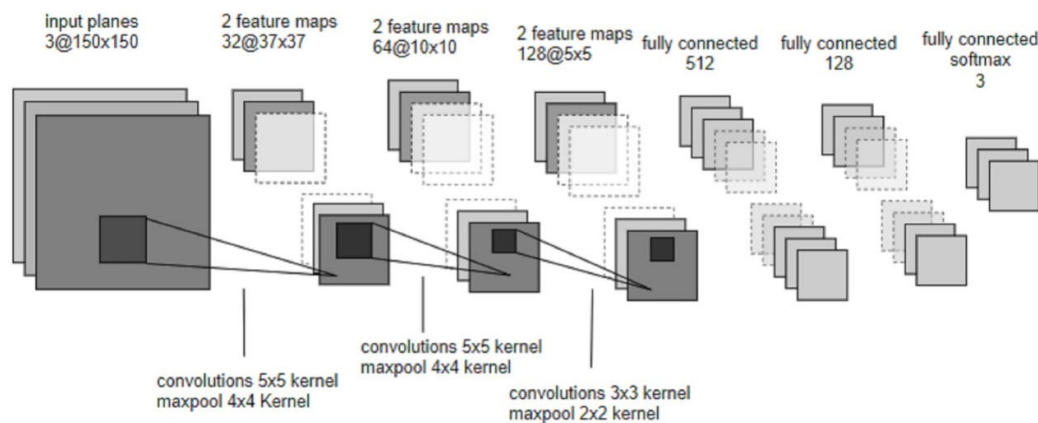 input planes
3@150x150
2 feature maps
32@37x37
2 feature maps
64@10x10
2 feature maps
128@5x5
fully connected
512
fully connected
128
fully connected
softmax
3
convolutions 5x5 kernel
maxpool 4x4 Kernel
convolutions 5x5 kernel
maxpool 4x4 kernel
convolutions 3x3 kernel
maxpool 2x2 kernel